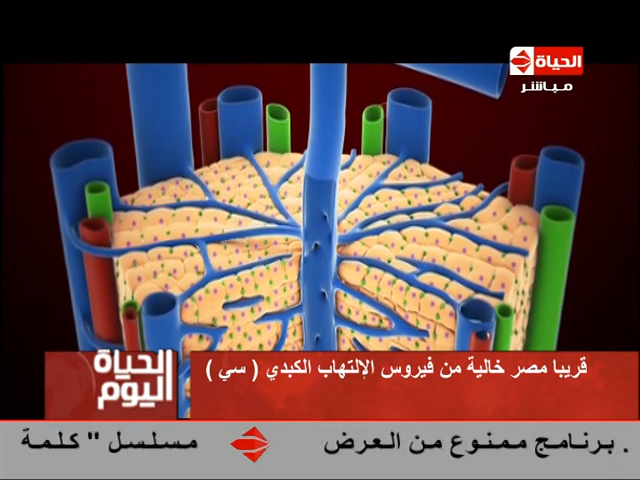 الحياة
مباشر
قريبا مصر خالية من فيروس الإلتهاب الكبدي ( سي )
الحياة
اليوم
. برنامج ممنوع من العرض
مسلسل " كلمة